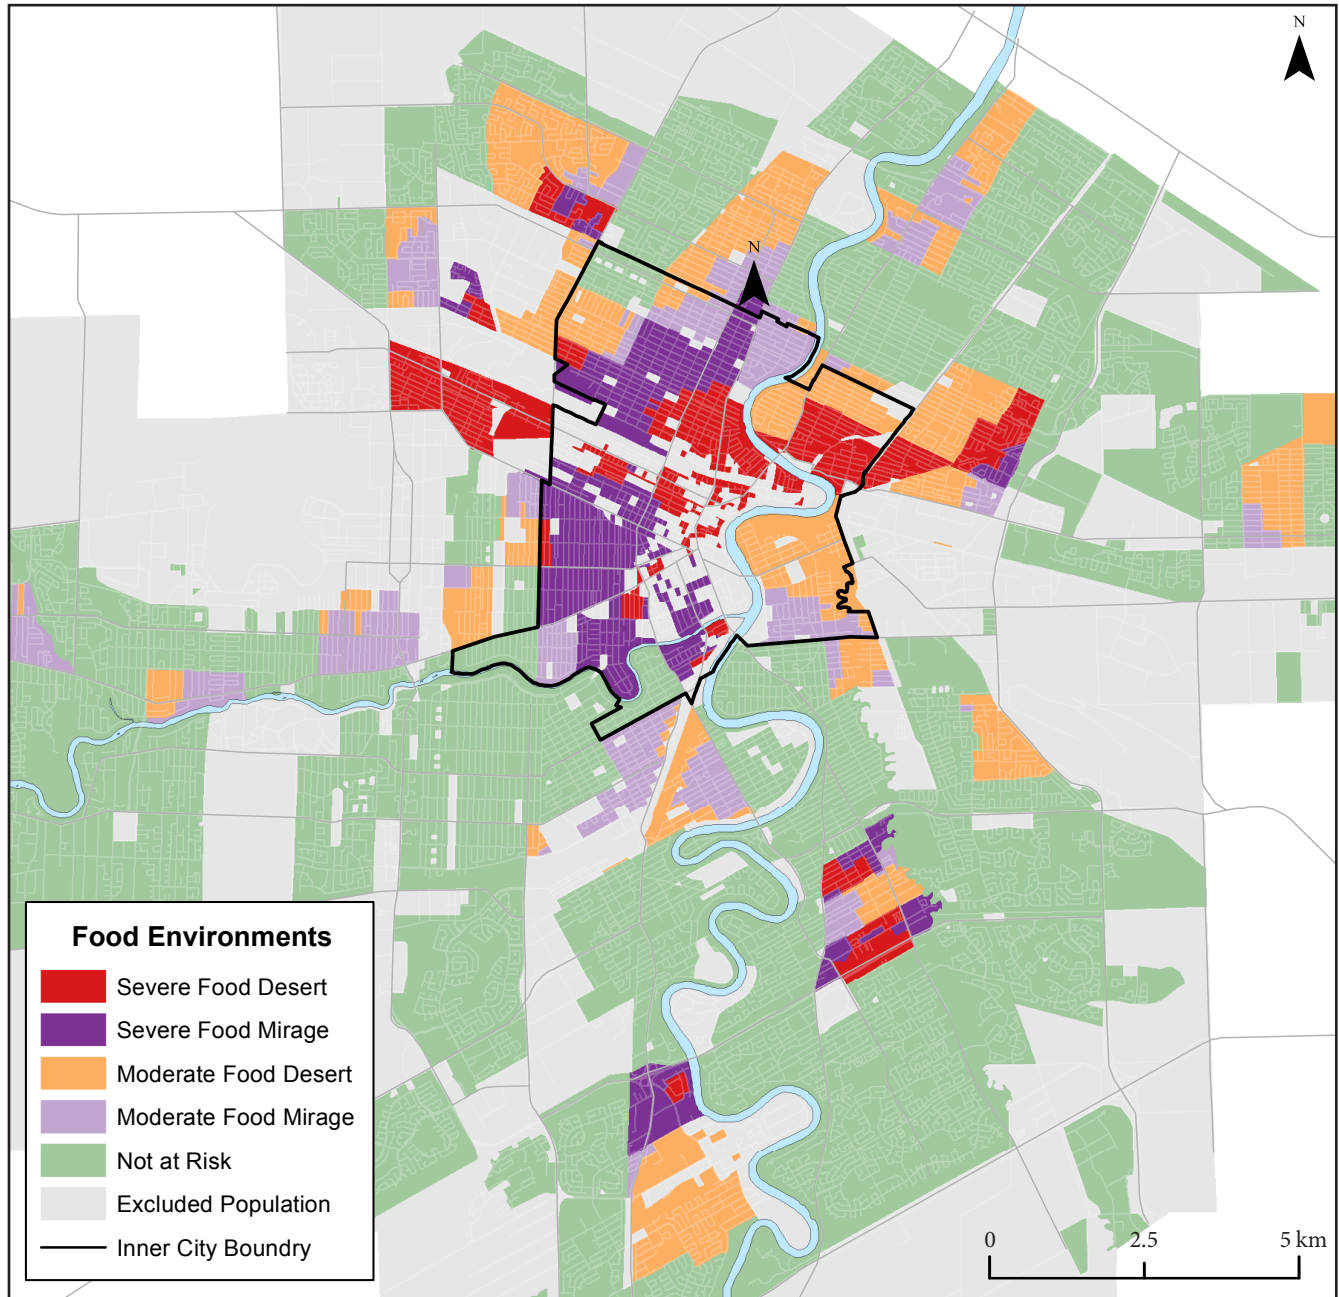 N
N
Food Environments
Severe Food Desert
Severe Food Mirage
Moderate Food Desert
Moderate Food Mirage
Not at Risk
Excluded Population
Inner City Boundry
0 2.5 5 km